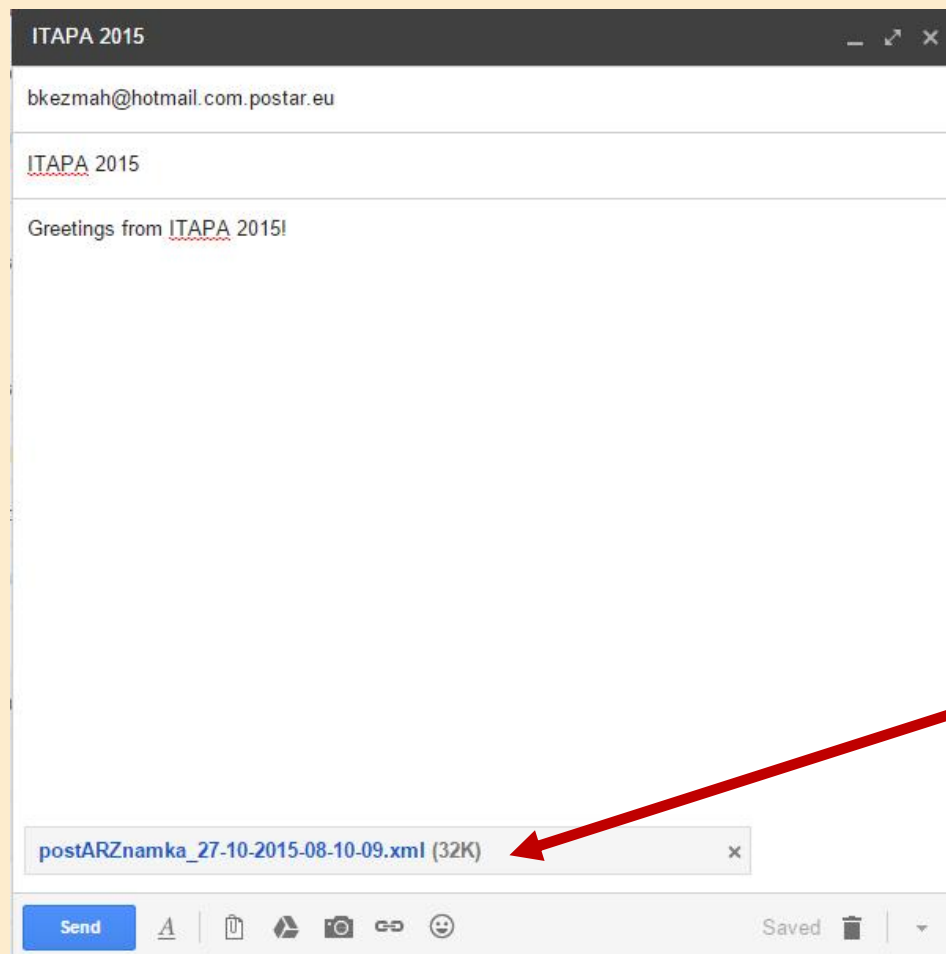 ITAPA 2015
bkezmah@hotmail.com.postar.eu
ITAPA 2015
Greetings from ITAPA 2015!
postARZnamka_27-10-2015-08-10-09.xml (32K)
Send A Saved